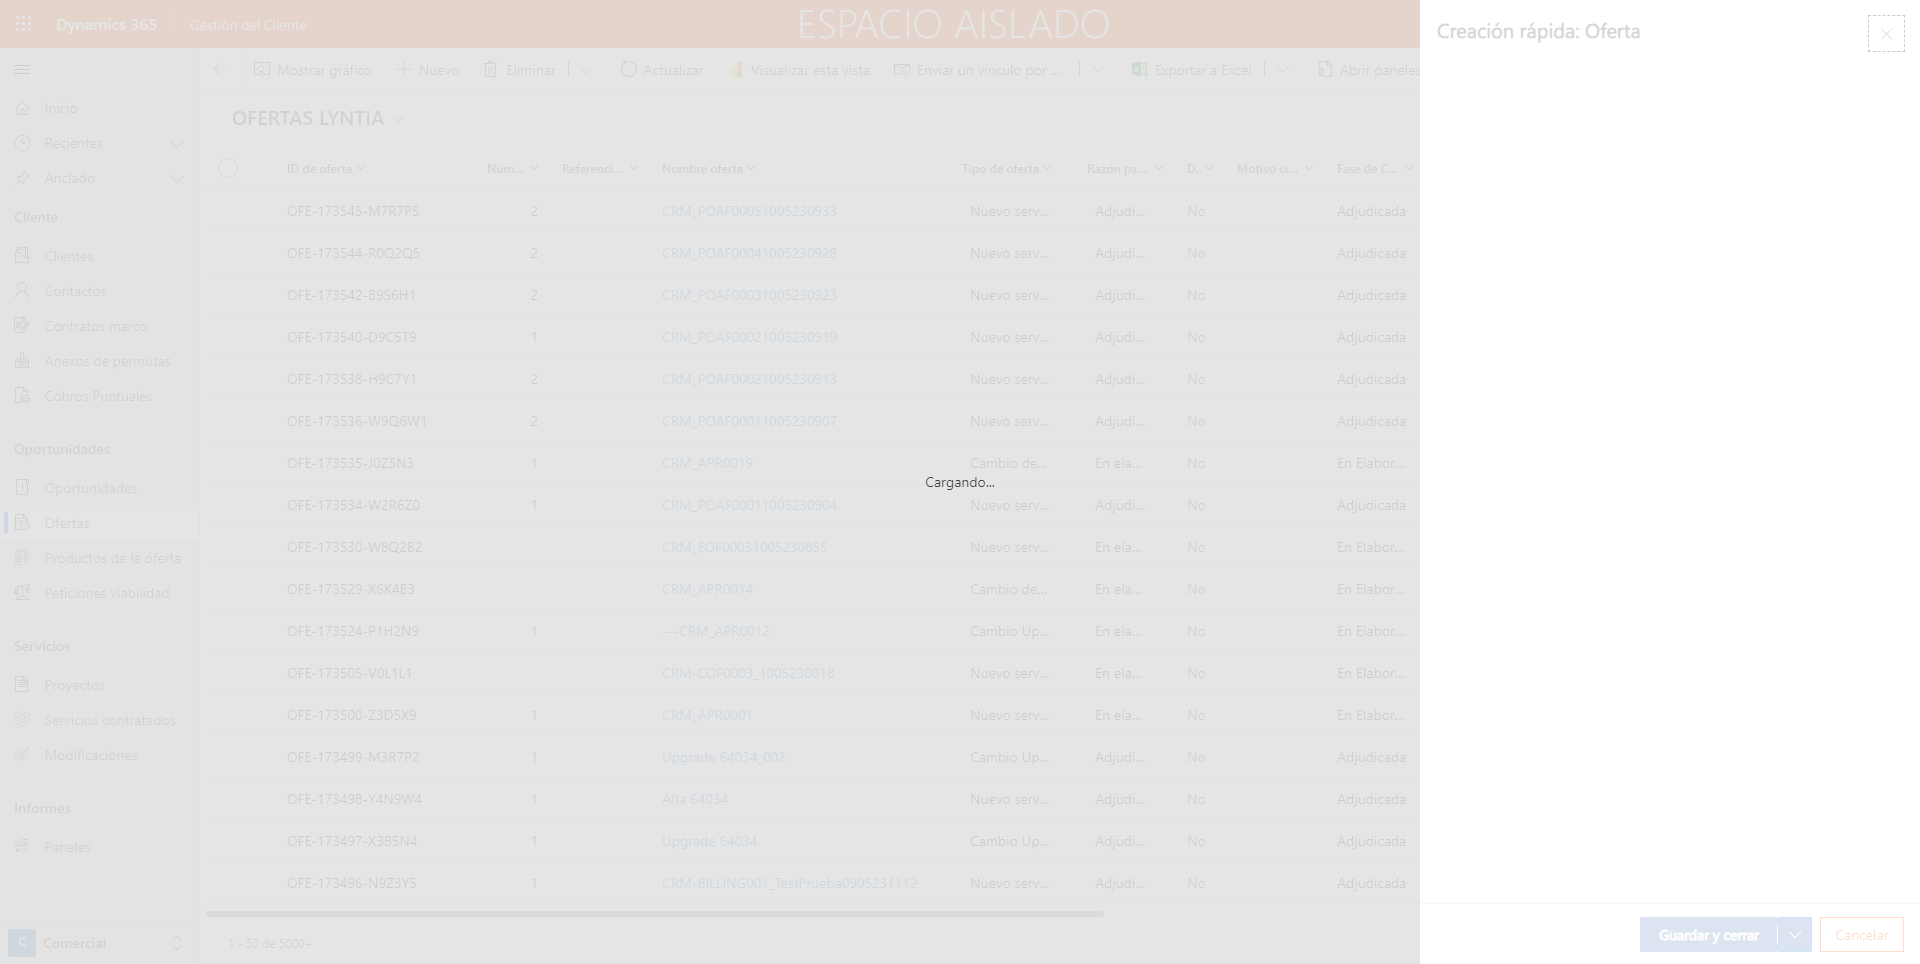 Dynamics 365
Gestión del Cliente
ESPACIO AISLADO
Creación rápida: Oferta
Mostrar gráfico
Nuevo
Eliminar
Actualizar
Visualizar esta vista
Enviar un vínculo por ...
Exportar a Excel
Abrir paneles
Inicio
Recientes
Anclado
Cliente
Clientes
Contactos
Contratos marco
Anexos de permutas
Cobros Puntuales
Oportunidades
Oportunidades
Ofertas
Productos de la oferta
Peticiones viabilidad
Servicios
Proyectos
Servicios contratados
Modificaciones
Informes
Paneles
C Comercial
OFERTAS LYNTIA
ID de oferta Núm... Referenci... Nombre oferta Tipo de oferta Razón pa... D.. Motivo ci... Fase de C...
OFE-173545-M7R7P5 2 CRM_POAF00051005230933 Nuevo serv... Adjudi... No Adjudicada
OFE-173544-R0Q2Q5 2 CRM_POAF00041005230928 Nuevo serv... Adjudi... No Adjudicada
OFE-173542-B9S6H1 2 CRM_POAF00031005230923 Nuevo serv... Adjudi... No Adjudicada
OFE-173540-D9C5T9 1 CRM_POAF00021005230919 Nuevo serv... Adjudi... No Adjudicada
OFE-173538-H9C7Y1 2 CRM_POAF00021005230913 Nuevo serv... Adjudi... No Adjudicada
OFE-173536-W9Q6W1 2 CRM_POAF00011005230907 Nuevo serv... Adjudi... No Adjudicada
OFE-173535-J0Z5N3 1 CRM_APR0019 Cambio de... En ela... No En Elabor...
Cargando...
OFE-173534-W2R6Z0 1 CRM_POAF00011005230904 Nuevo serv... Adjudi... No Adjudicada
OFE-173530-W8Q2B2 CRM_EOF00031005230855 Nuevo serv... En ela... No En Elabor...
OFE-173529-X6K4B3 CRM_APR0014 Cambio de... En ela... No En Elabor...
OFE-173524-P1H2N9 1 ---CRM_APR0012 Cambio Up... En ela... No En Elabor...
OFE-173505-V0L1L1 CRM-COF0003_1005230818 Nuevo serv... En ela... No En Elabor...
OFE-173500-Z3D5X9 1 CRM_APR0001 Nuevo serv... En ela... No En Elabor...
OFE-173499-M3R7P2 1 Upgrade 64034_002 Cambio Up... Adjudi... No Adjudicada
OFE-173498-Y4N9W4 1 Alta 64034 Nuevo serv... Adjudi... No Adjudicada
OFE-173497-X3B5N4 1 Upgrade 64034 Cambio Up... Adjudi... No Adjudicada
OFE-173496-N9Z3Y5 1 CRM-BILLING001_TestPrueba0905231112 Nuevo serv... Adjudi... No Adjudicada
1 - 50 de 5000+
Guardar y cerrar
Cancelar